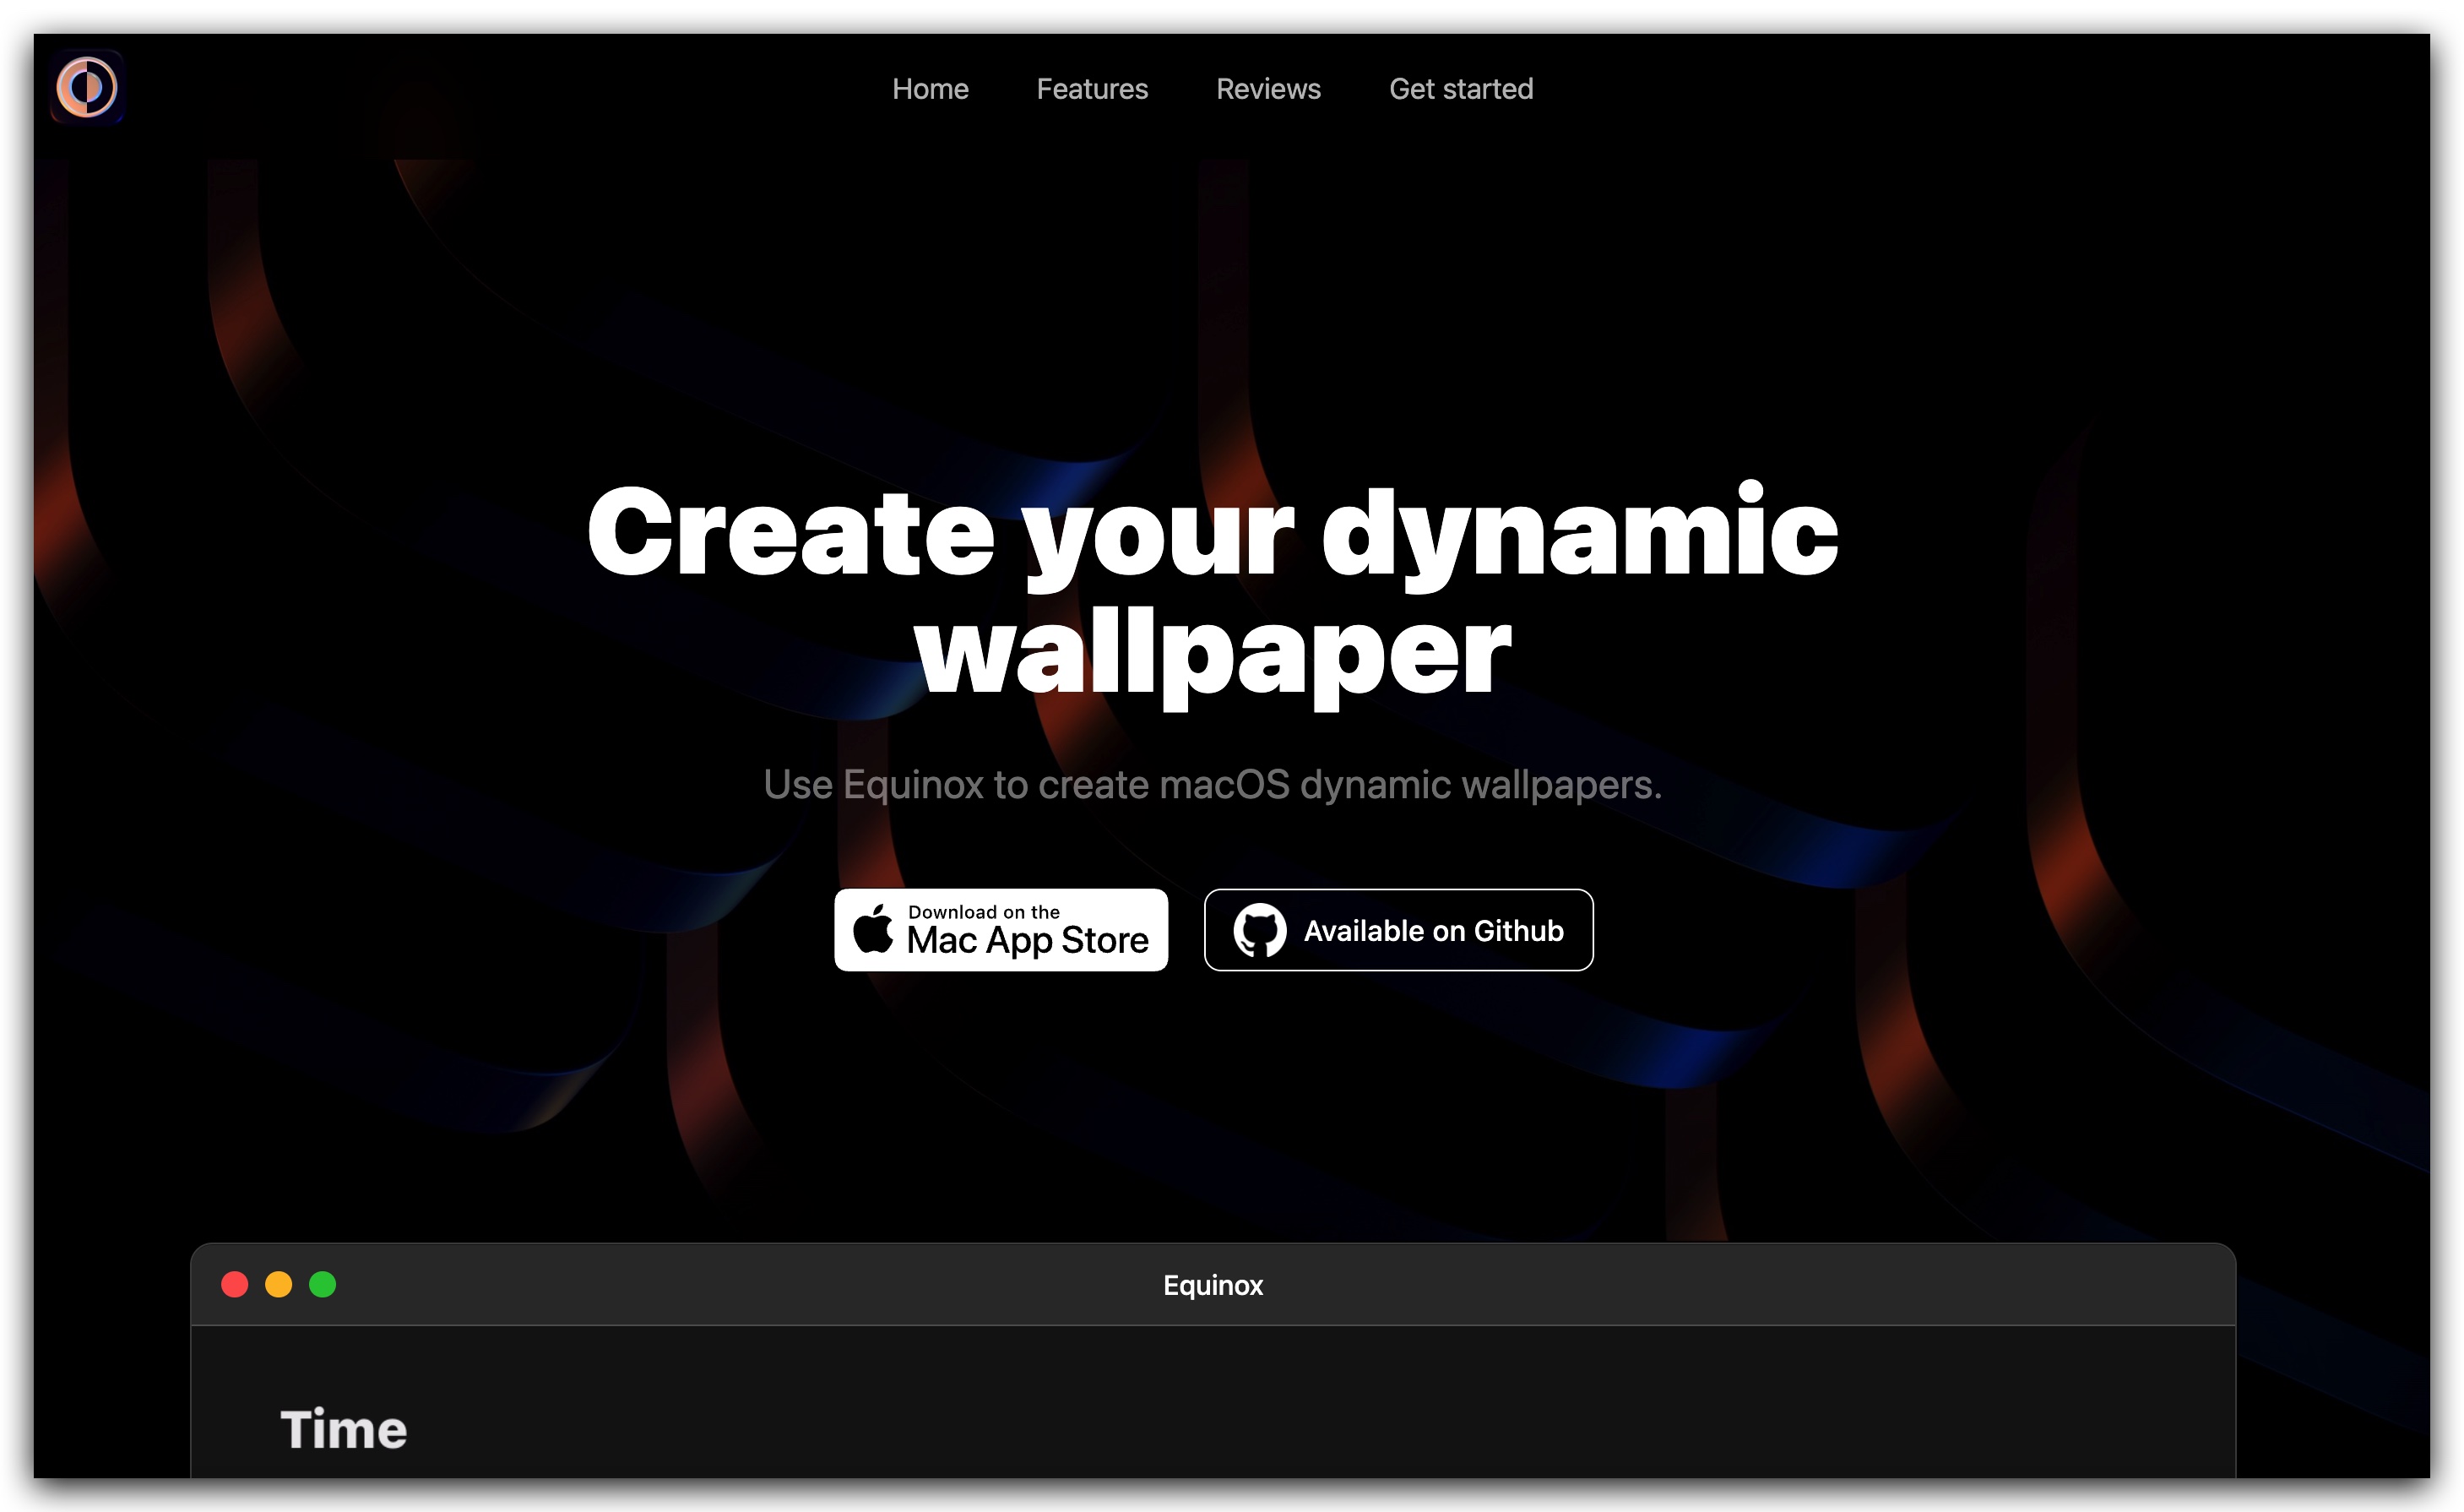 Home Features Reviews Get started
Create your dynamic
wallpaper
Use Equinox to create macOS dynamic wallpapers.
Download on the
Mac App Store
Available on Github
Equinox
Time